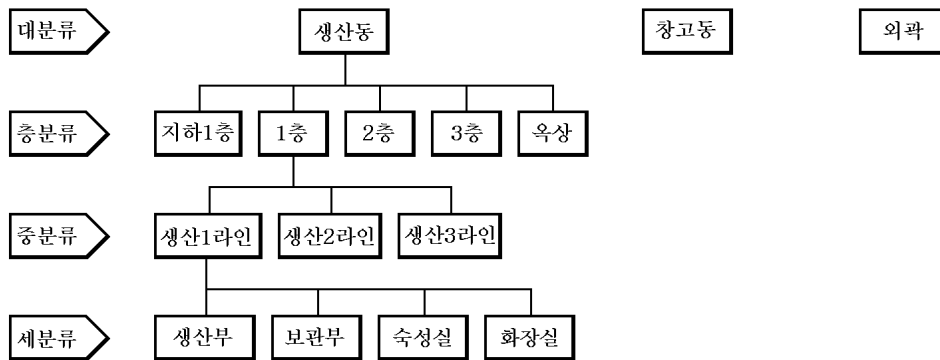 대분류 생산동 창고동 외곽
층분류 지하1층 1층 2층 3층 옥상
중분류 생산1라인 생산2라인 생산3라인
세분류 생산부 보관부 숙성실 화장실